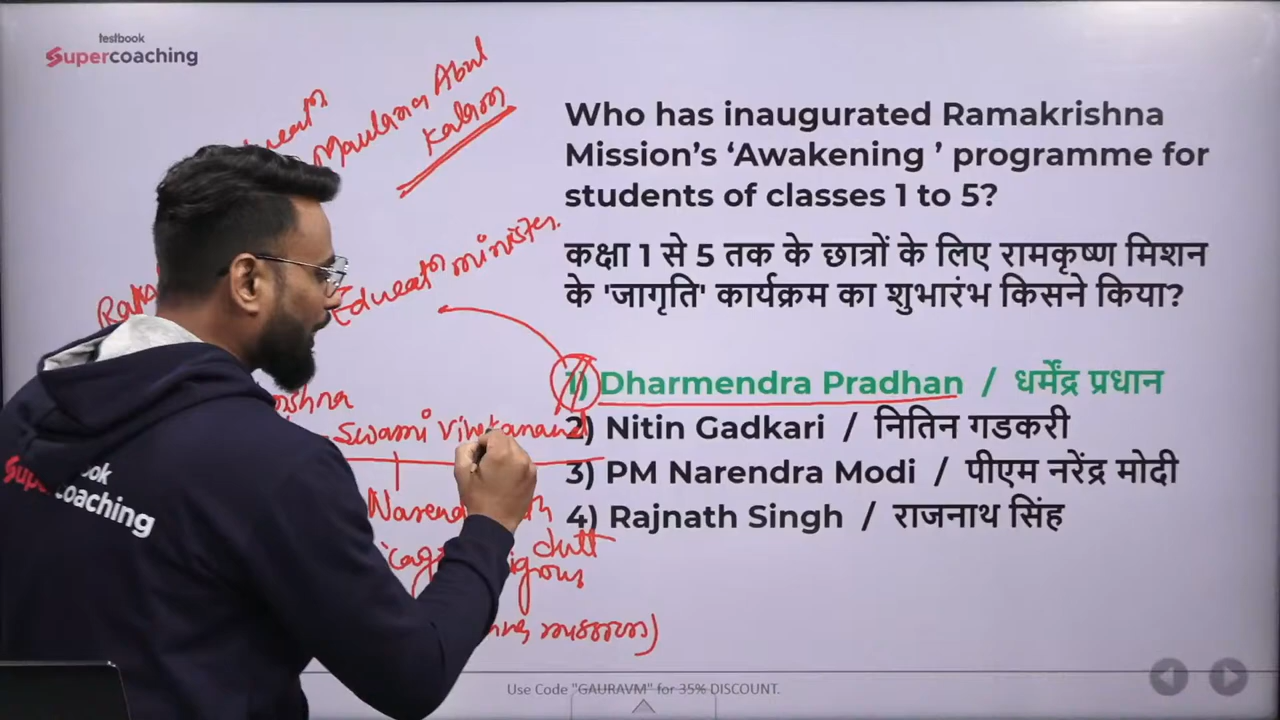 testbook
Supercoaching
Maulana Abul
Kalam
Education minister.
Swami Vivekanand
dutt
mission)
Who has inaugurated Ramakrishna
Mission's 'Awakening ' programme for
students of classes 1 to 5?
कक्षा 1 से 5 तक के छात्रों के लिए रामकृष्ण मिशन
के 'जागृति' कार्यक्रम का शुभारंभ किसने किया?
1) Dharmendra Pradhan / धर्मेंद्र प्रधान
2) Nitin Gadkari / नितिन गडकरी
3) PM Narendra Modi / पीएम नरेंद्र मोदी
4) Rajnath Singh / राजनाथ सिंह
coaching
Use Code "GAURAVM" for 35% DISCOUNT.